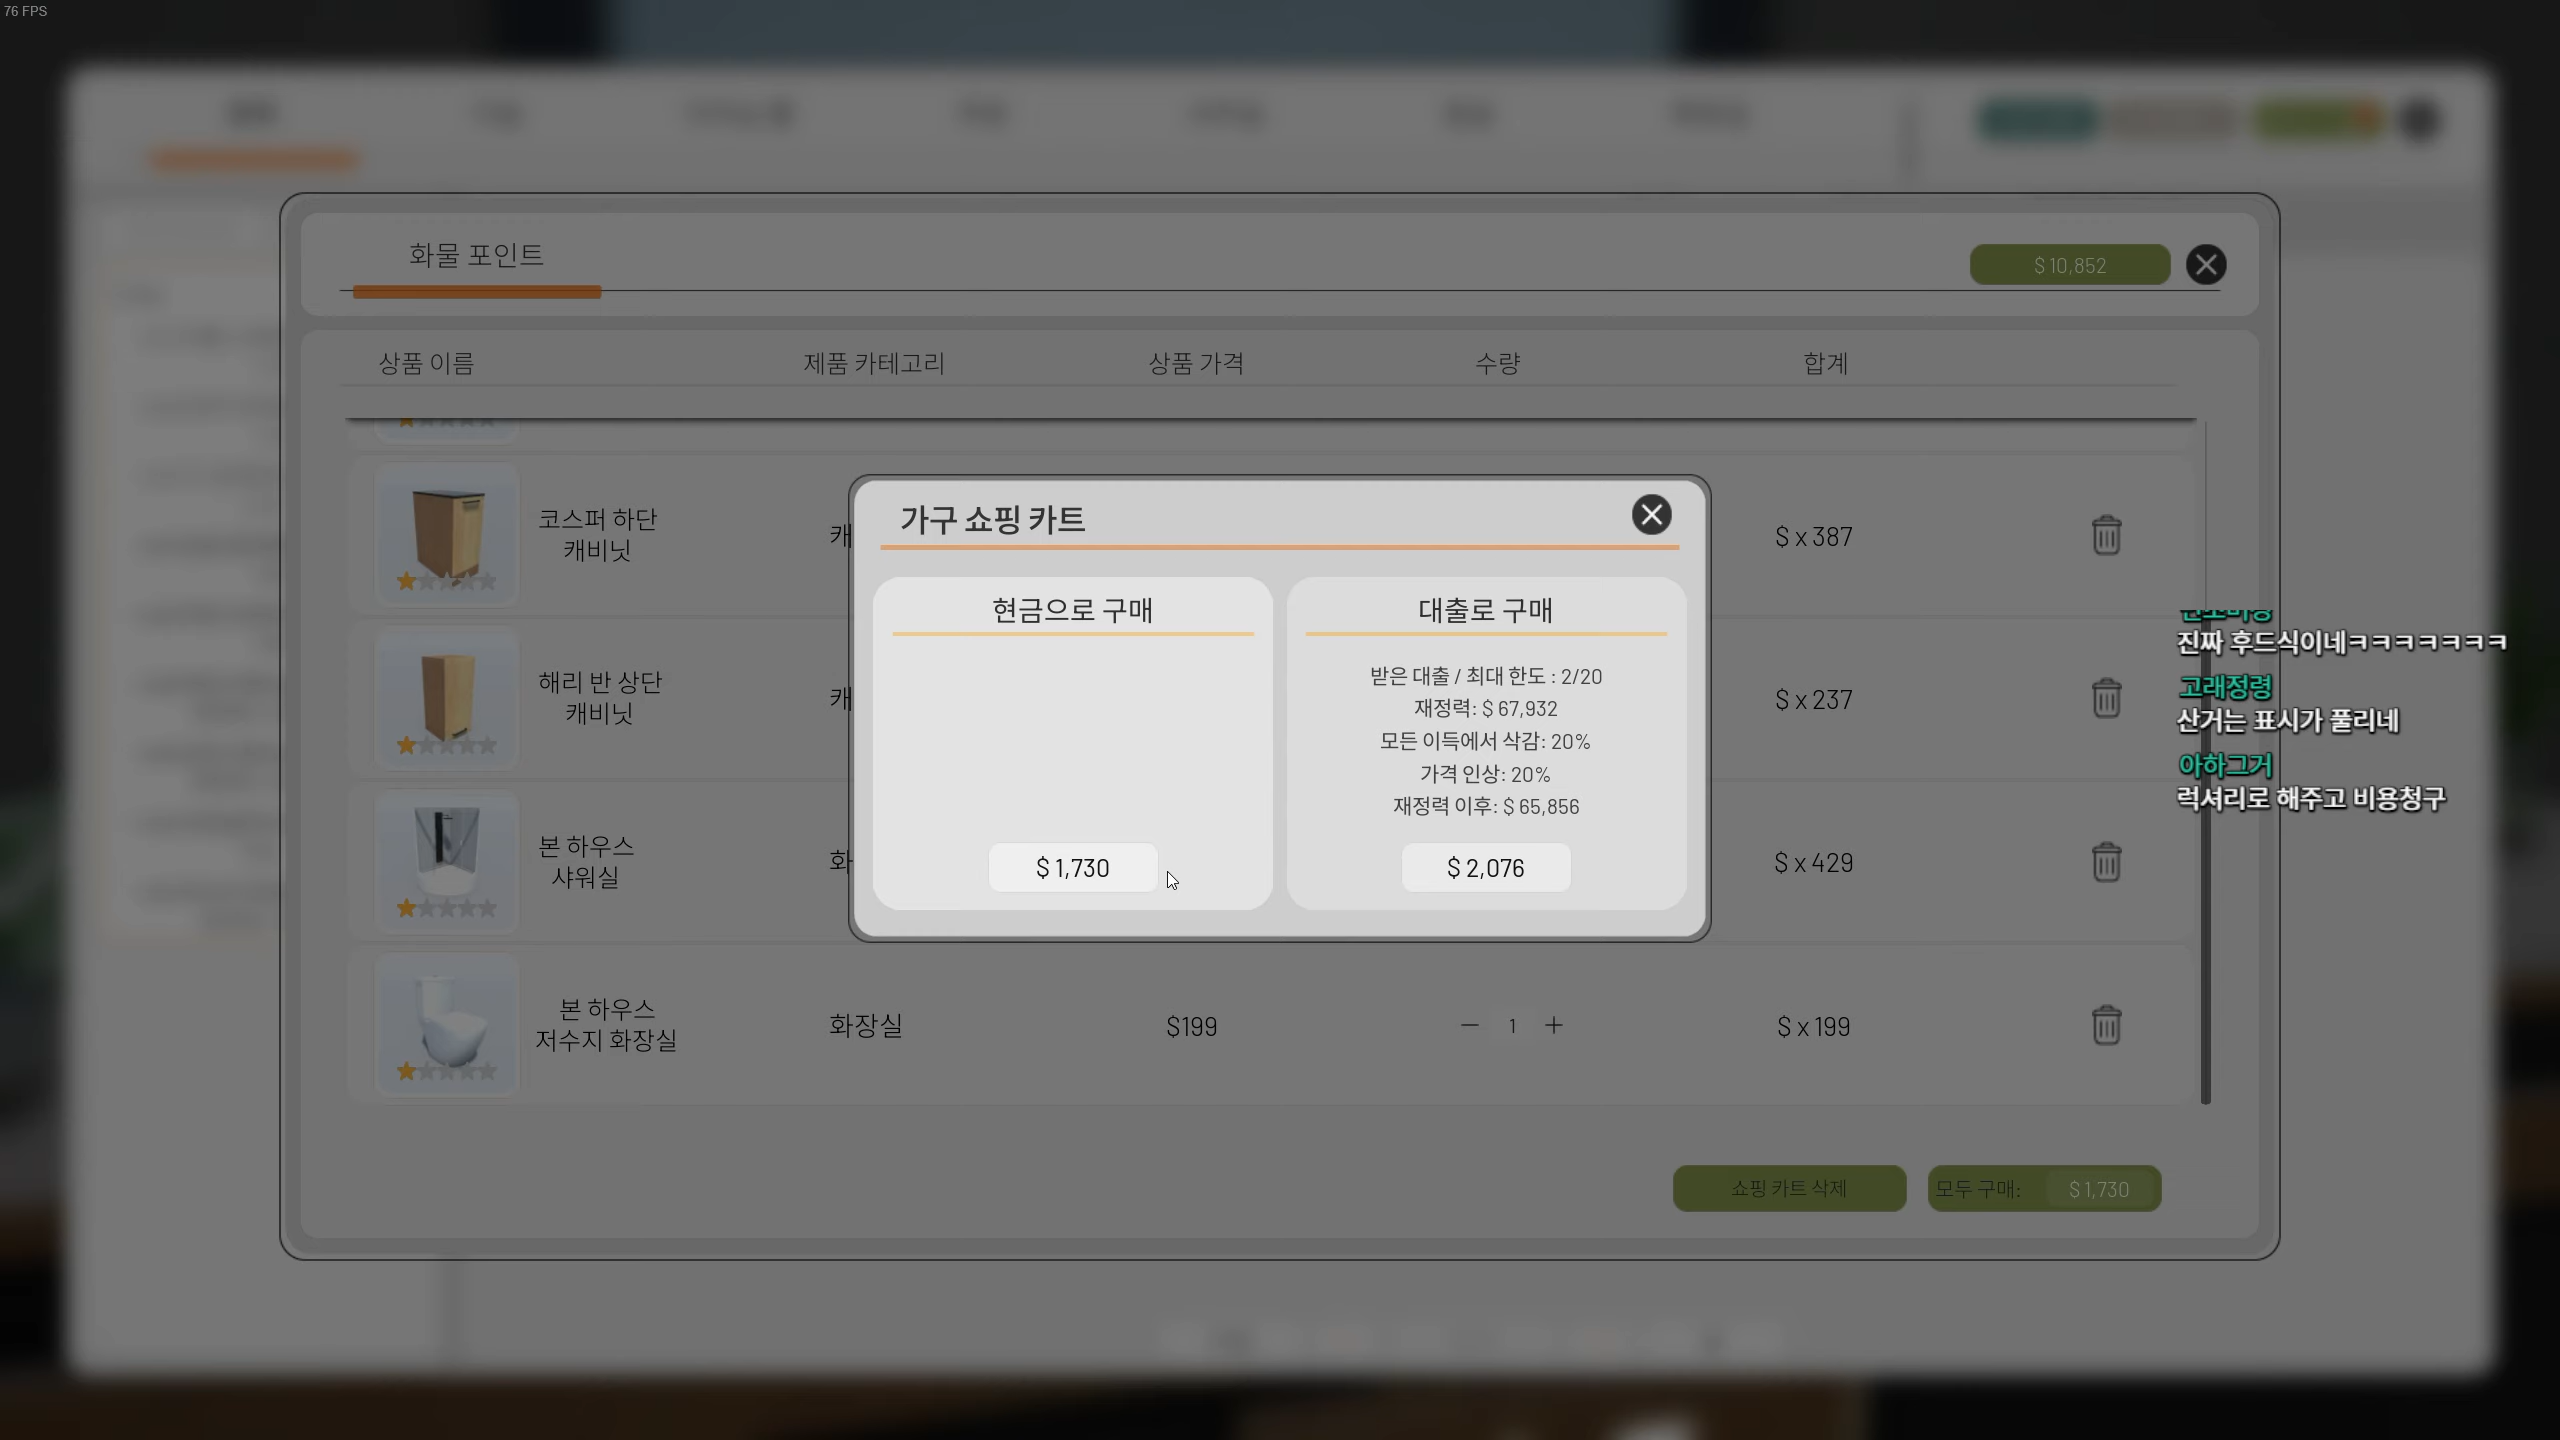 76 FPS
화물 포인트
$ 10,852
상품 이름
제품 카테고리
상품 가격
수량
합계
코스퍼 하단
캐비닛
캐
$ x 387
해리 반 상단
캐비닛
캐
$ x 237
본 하우스
샤워실
화
$ x 429
본 하우스
저수지 화장실
화장실
$199
1
$ x 199
쇼핑 카트 삭제
모두 구매:
$ 1,730
가구 쇼핑 카트
현금으로 구매
$ 1,730
대출로 구매
받은 대출 / 최대 한도 : 2/20
재정력: $ 67,932
모든 이득에서 삭감: 20%
가격 인상: 20%
재정력 이후: $ 65,856
$ 2,076
진짜 후드식이네ㅋㅋㅋㅋㅋㅋㅋ
고래정령
산거는 표시가 풀리네
아하그거
럭셔리로 해주고 비용청구